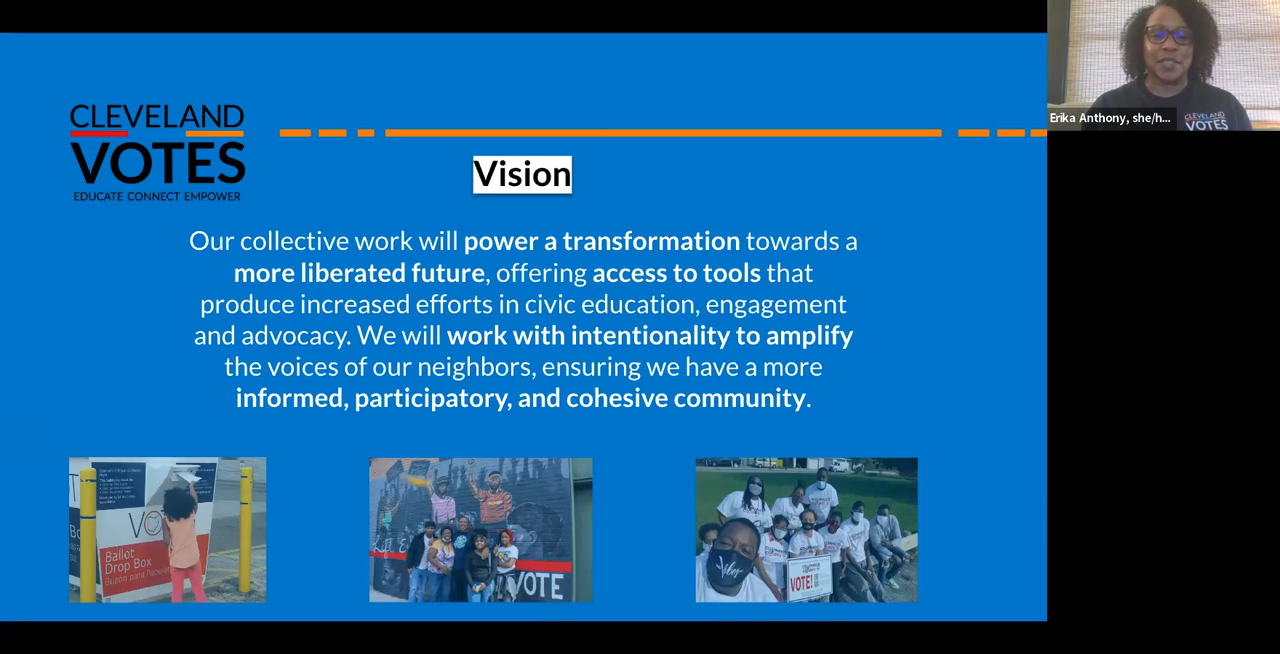 CLEVELAND
VOTES
EDUCATE CONNECT EMPOWER
Vision
Our collective work will power a transformation towards a
more liberated future, offering access to tools that
produce increased efforts in civic education, engagement
and advocacy. We will work with intentionality to amplify
the voices of our neighbors, ensuring we have a more
informed, participatory, and cohesive community.
Ballot
Drop Box
VOTE
VOTE!
Erika Anthony, she/h...
CLEVELAND
VOTES